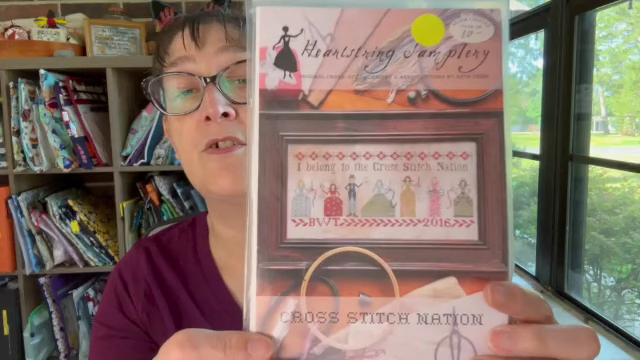 Heartstring Samplery
I belong to the Cross Stitch Nation
BWT 2016
CROSS STITCH NATION